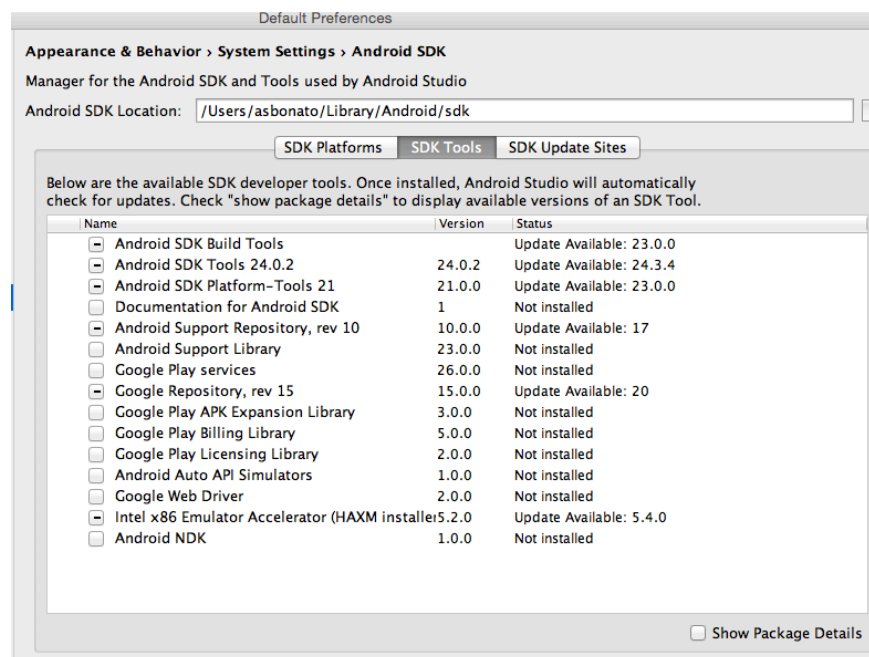 Default Preferences
Appearance & Behavior › System Settings › Android SDK
Manager for the Android SDK and Tools used by Android Studio
Android SDK Location: /Users/asbonato/Library/Android/sdk
SDK Platforms SDK Tools SDK Update Sites
Below are the available SDK developer tools. Once installed, Android Studio will automatically
check for updates. Check "show package details" to display available versions of an SDK Tool.
Name Version Status
Android SDK Build Tools Update Available: 23.0.0
Android SDK Tools 24.0.2 24.0.2 Update Available: 24.3.4
Android SDK Platform-Tools 21 21.0.0 Update Available: 23.0.0
Documentation for Android SDK 1 Not installed
Android Support Repository, rev 10 10.0.0 Update Available: 17
Android Support Library 23.0.0 Not installed
Google Play services 26.0.0 Not installed
Google Repository, rev 15 15.0.0 Update Available: 20
Google Play APK Expansion Library 3.0.0 Not installed
Google Play Billing Library 5.0.0 Not installed
Google Play Licensing Library 2.0.0 Not installed
Android Auto API Simulators 1.0.0 Not installed
Google Web Driver 2.0.0 Not installed
Intel x86 Emulator Accelerator (HAXM installer 5.2.0 Update Available: 5.4.0
Android NDK 1.0.0 Not installed
Show Package Details